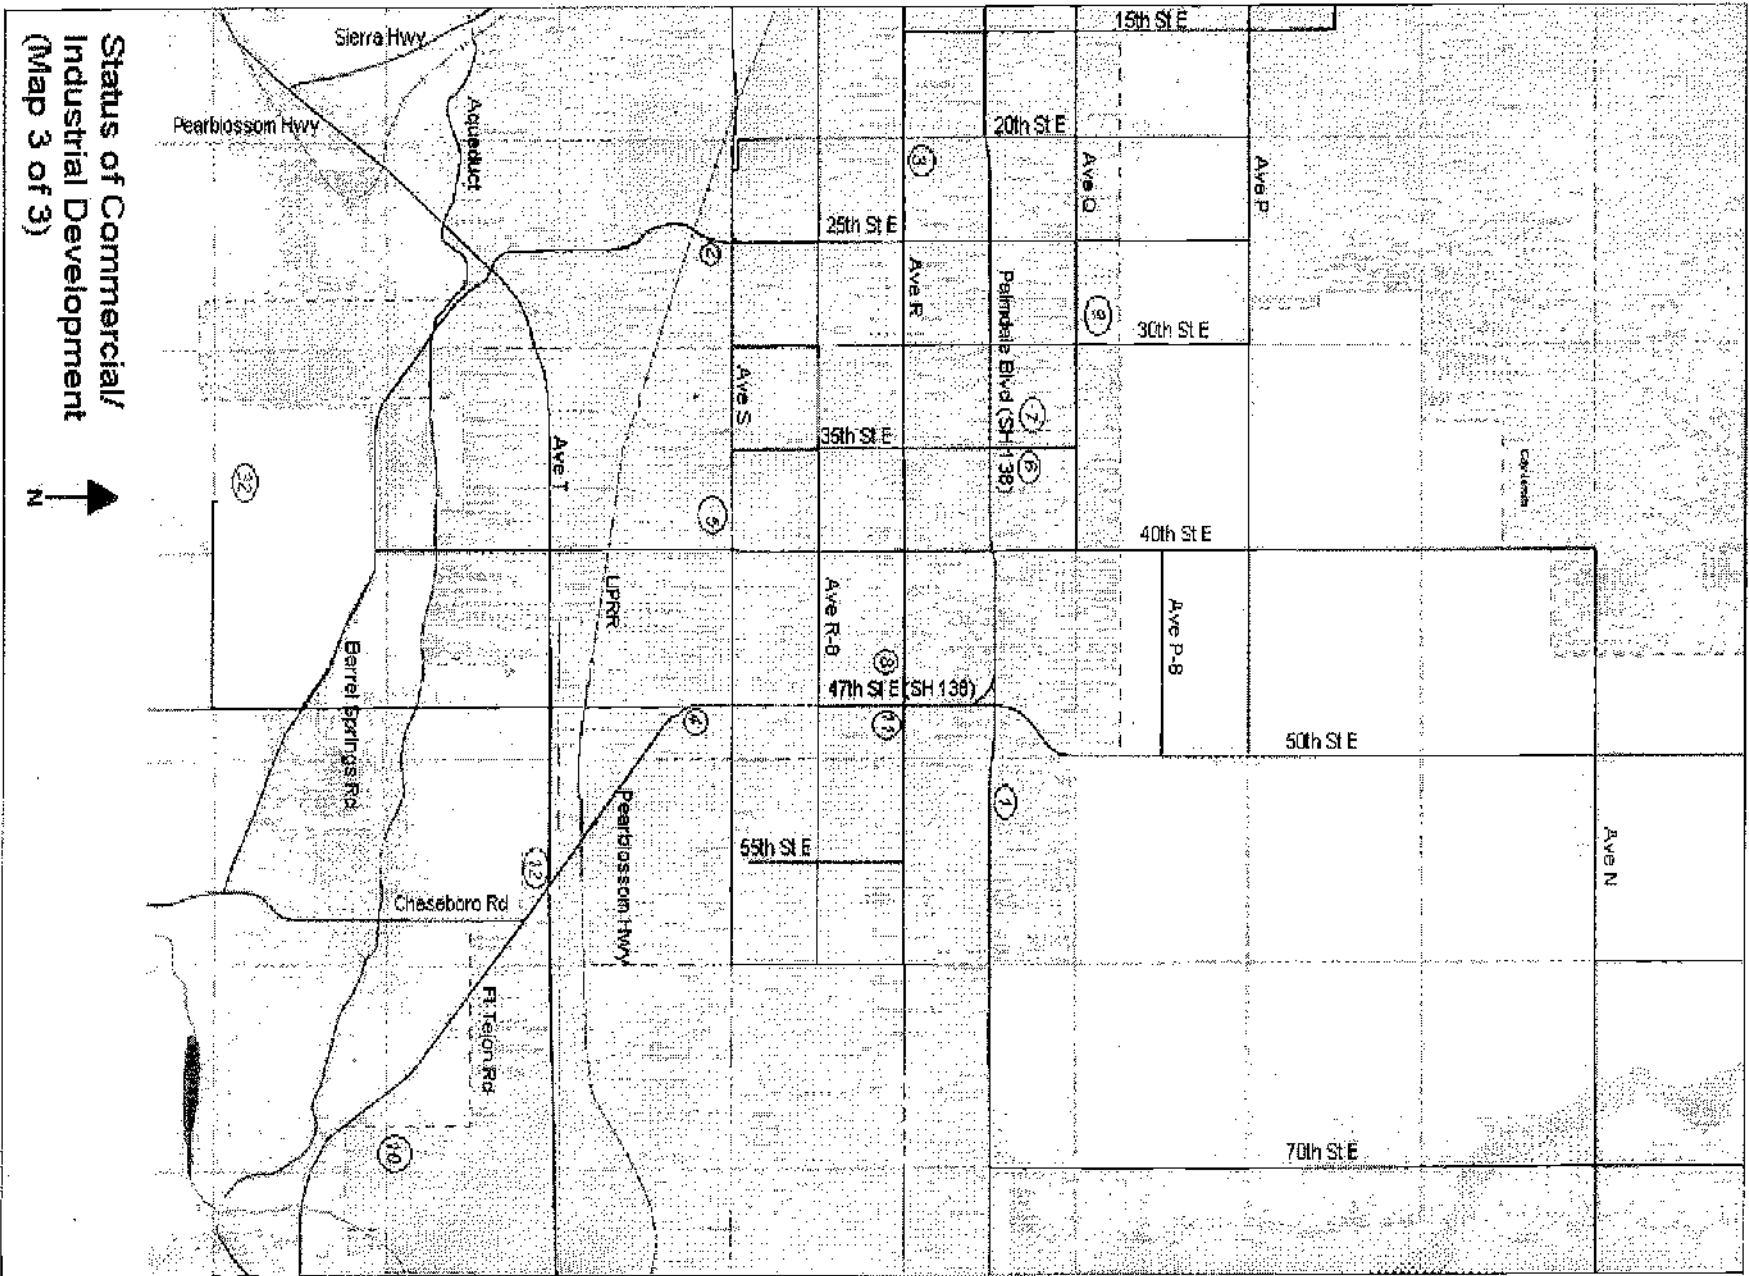 Status of Commercial/
Industrial Development
(Map 3 of 3)
N
Sierra Hwy
Pearblossom Hwy
Aqueduct
15th St E
20th St E
25th St E
30th St E
35th St E
40th St E
47th St E (SH 138)
50th St E
55th St E
70th St E
Ave P
Ave Q
Ave R
Palmdale Blvd (SH 138)
Ave S
Ave T
UPRR
Ave R-8
Ave P-8
Ave N
City Limits
Barrel Springs Rd
Pearblossom Hwy
Cheseboro Rd
Ft. Tejon Rd
3
2
9
7
6
5
32
8
4
11
1
12
10